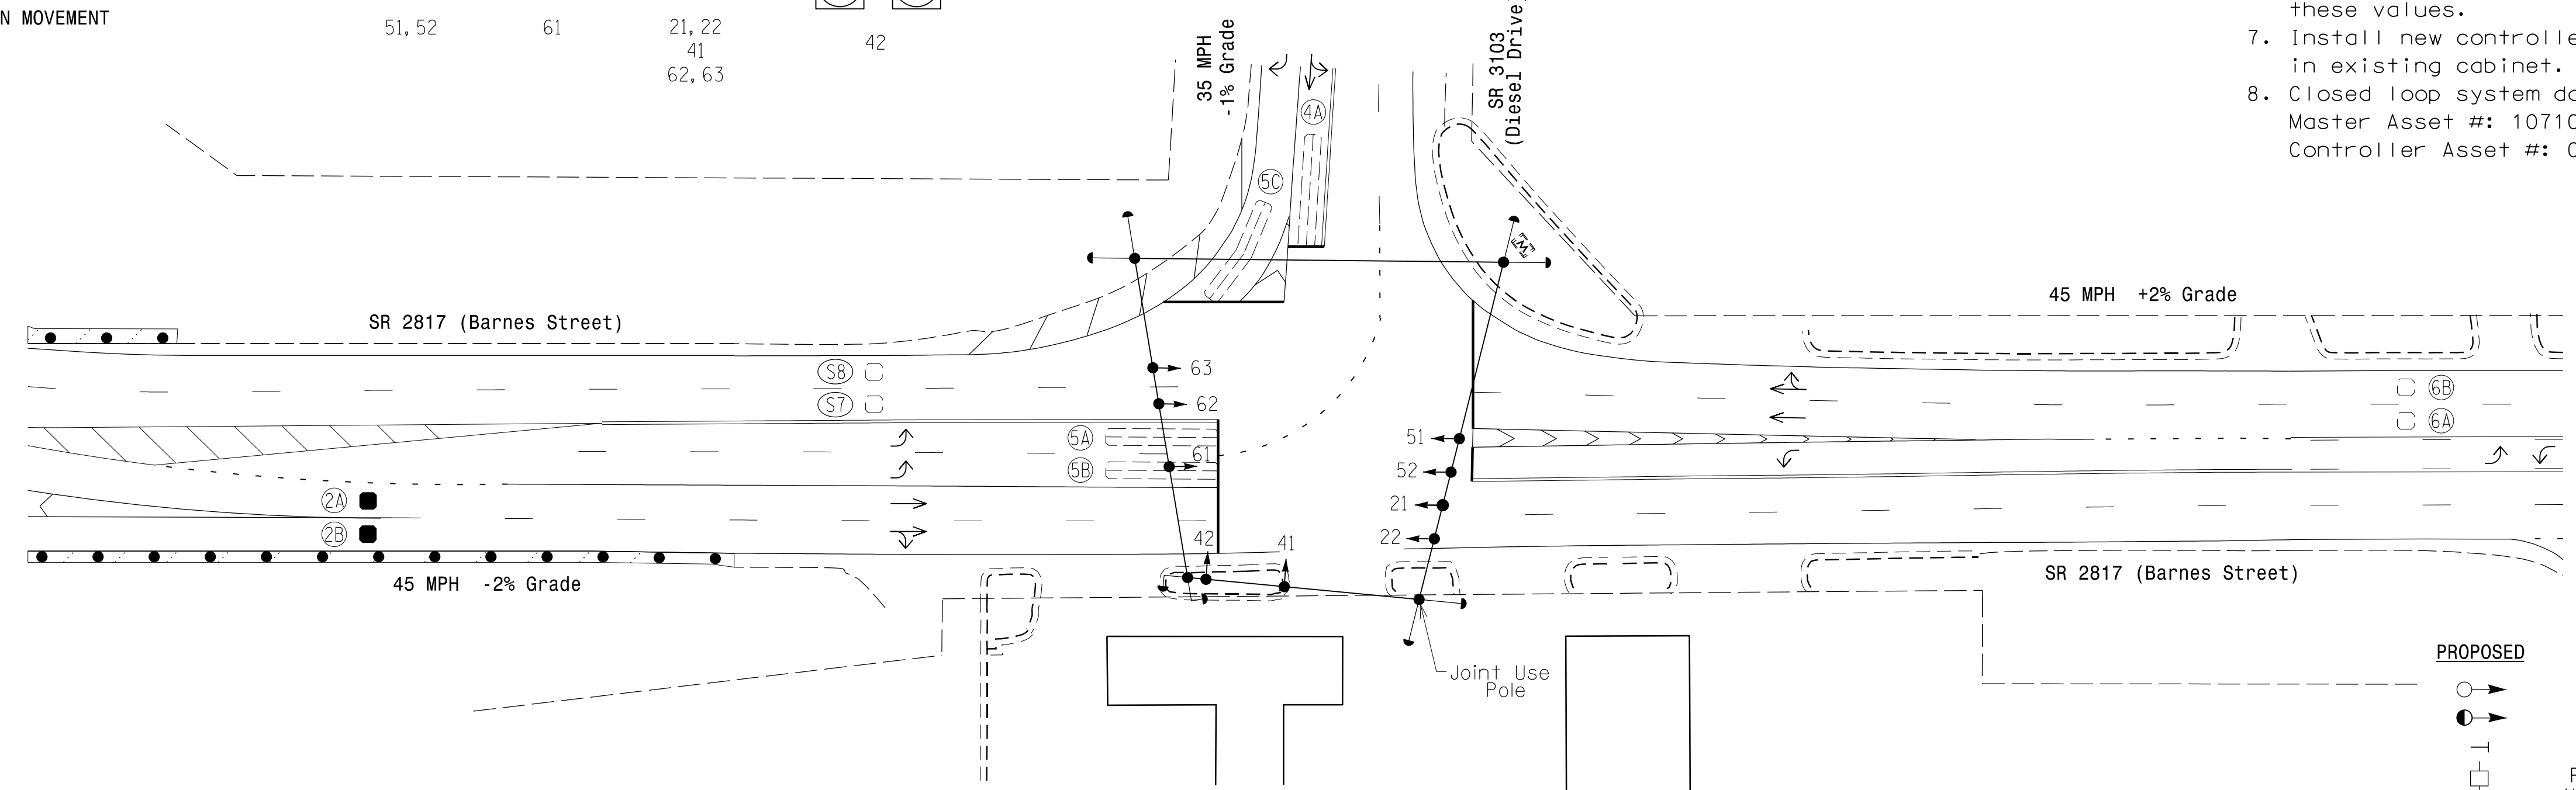 N MOVEMENT
51, 52
61
21, 22
41
62, 63
42
35 MPH
-1% Grade
SR 3103
(Diesel Drive)
these values.
7. Install new controlle
in existing cabinet.
8. Closed loop system da
Master Asset #: 10710
Controller Asset #: 0
4A
5C
SR 2817 (Barnes Street)
45 MPH +2% Grade
S8
63
S7
62
6B
6A
5A
5B
61
51
52
21
22
2A
2B
42
41
45 MPH -2% Grade
SR 2817 (Barnes Street)
Joint Use
Pole
PROPOSED